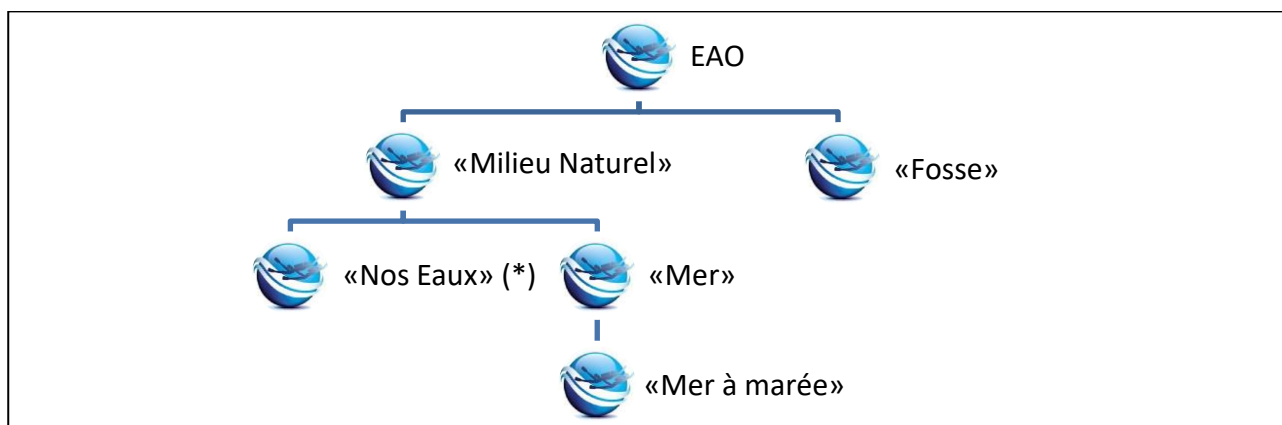 EAO
«Milieu Naturel»
«Fosse»
«Nos Eaux» (*)
«Mer»
«Mer à marée»